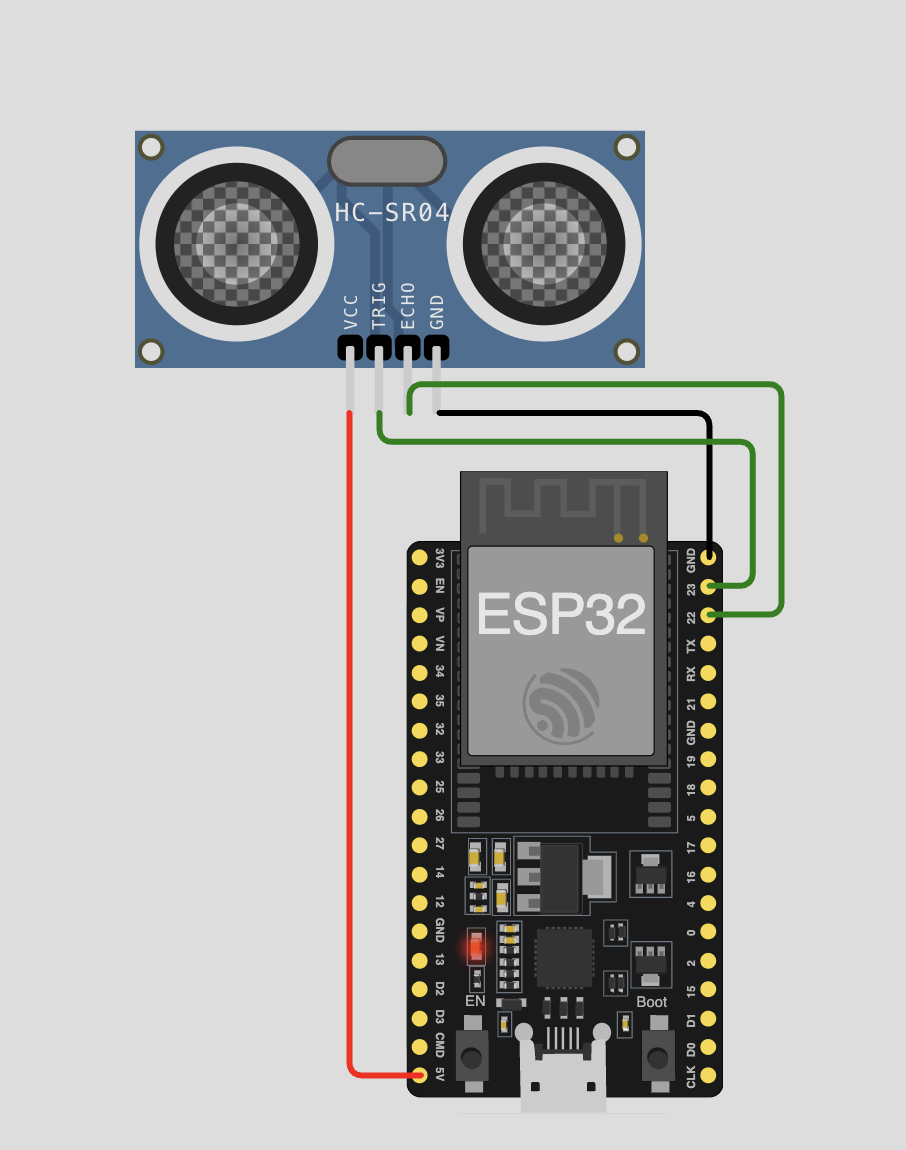 HC-SR04
VCC
TRIG
ECHO
GND
ESP32
3V3
EN
VP
VN
34
35
32
33
25
26
27
14
12
GND
13
D2
D3
CMD
5V
GND
23
22
TX
RX
21
GND
19
18
5
17
16
4
0
2
15
D1
D0
CLK
EN
Boot